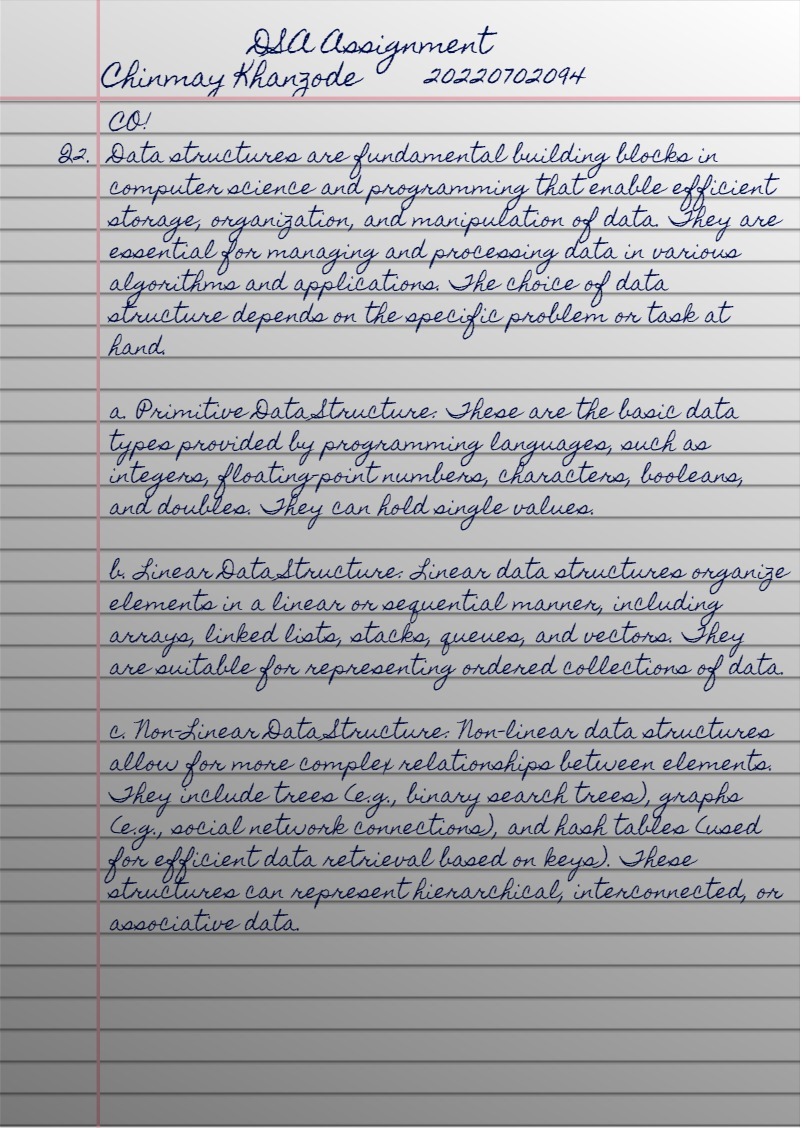 DSA Assignment
Chinmay Khanzode 20220702094
CO!
Q2. Data structures are fundamental building blocks in
computer science and programming that enable efficient
storage, organization, and manipulation of data. They are
essential for managing and processing data in various
algorithms and applications. The choice of data
structure depends on the specific problem or task at
hand.
a. Primitive Data Structure: These are the basic data
types provided by programming languages, such as
integers, floating-point numbers, characters, booleans,
and doubles. They can hold single values.
b. Linear Data Structure: Linear data structures organize
elements in a linear or sequential manner, including
arrays, linked lists, stacks, queues, and vectors. They
are suitable for representing ordered collections of data.
c. Non-Linear Data Structure: Non-linear data structures
allow for more complex relationships between elements.
They include trees (e.g., binary search trees), graphs
(e.g., social network connections), and hash tables (used
for efficient data retrieval based on keys). These
structures can represent hierarchical, interconnected, or
associative data.